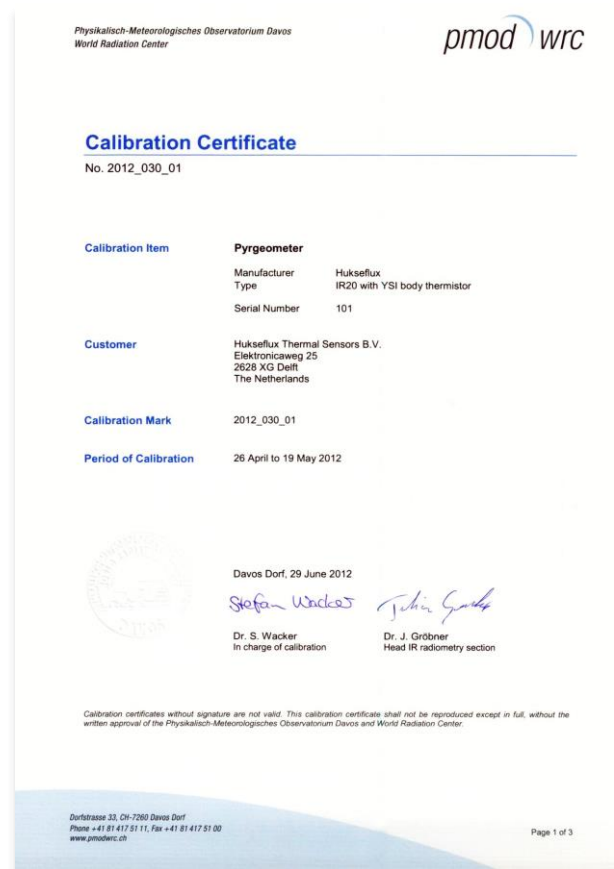 Physikalisch-Meteorologisches Observatorium Davos
World Radiation Center
pmod wrc
Calibration Certificate
No. 2012_030_01
Calibration Item
Pyrgeometer
Manufacturer Hukseflux
Type IR20 with YSI body thermistor
Serial Number 101
Customer
Hukseflux Thermal Sensors B.V.
Elektronicaweg 25
2628 XG Delft
The Netherlands
Calibration Mark 2012_030_01
Period of Calibration 26 April to 19 May 2012
Davos Dorf, 29 June 2012
Stefan Wacker
Dr. S. Wacker
In charge of calibration
Dr. J. Gröbner
Head IR radiometry section
Calibration certificates without signature are not valid. This calibration certificate shall not be reproduced except in full, without the
written approval of the Physikalisch-Meteorologisches Observatorium Davos and World Radiation Center.
Dorfstrasse 33, CH-7260 Davos Dorf
Phone +41 81 417 51 11, Fax +41 81 417 51 00
www.pmodwrc.ch
Page 1 of 3